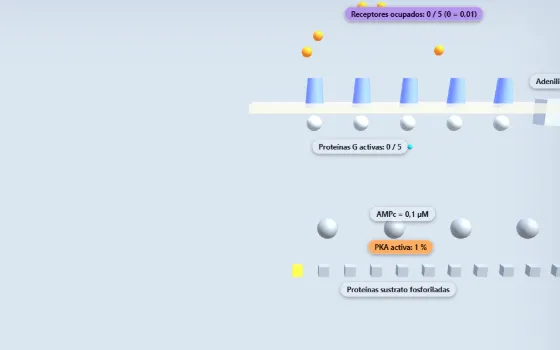 Receptores ocupados: 0 / 5 (θ = 0,01)
Proteínas G activas: 0 / 5
AMPc = 0,1 µM
PKA activa: 1 %
Proteínas sustrato fosforiladas